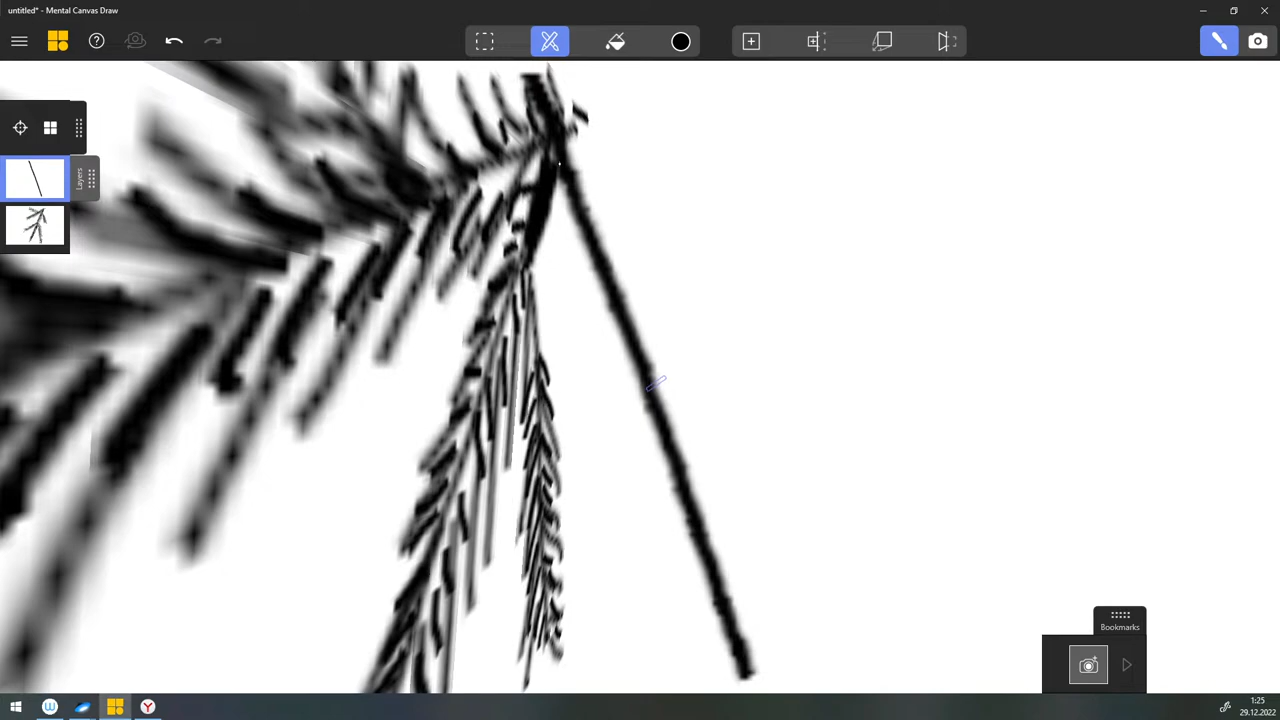 untitled* - Mental Canvas Draw
Layers
Bookmarks
1:25
29.12.2022